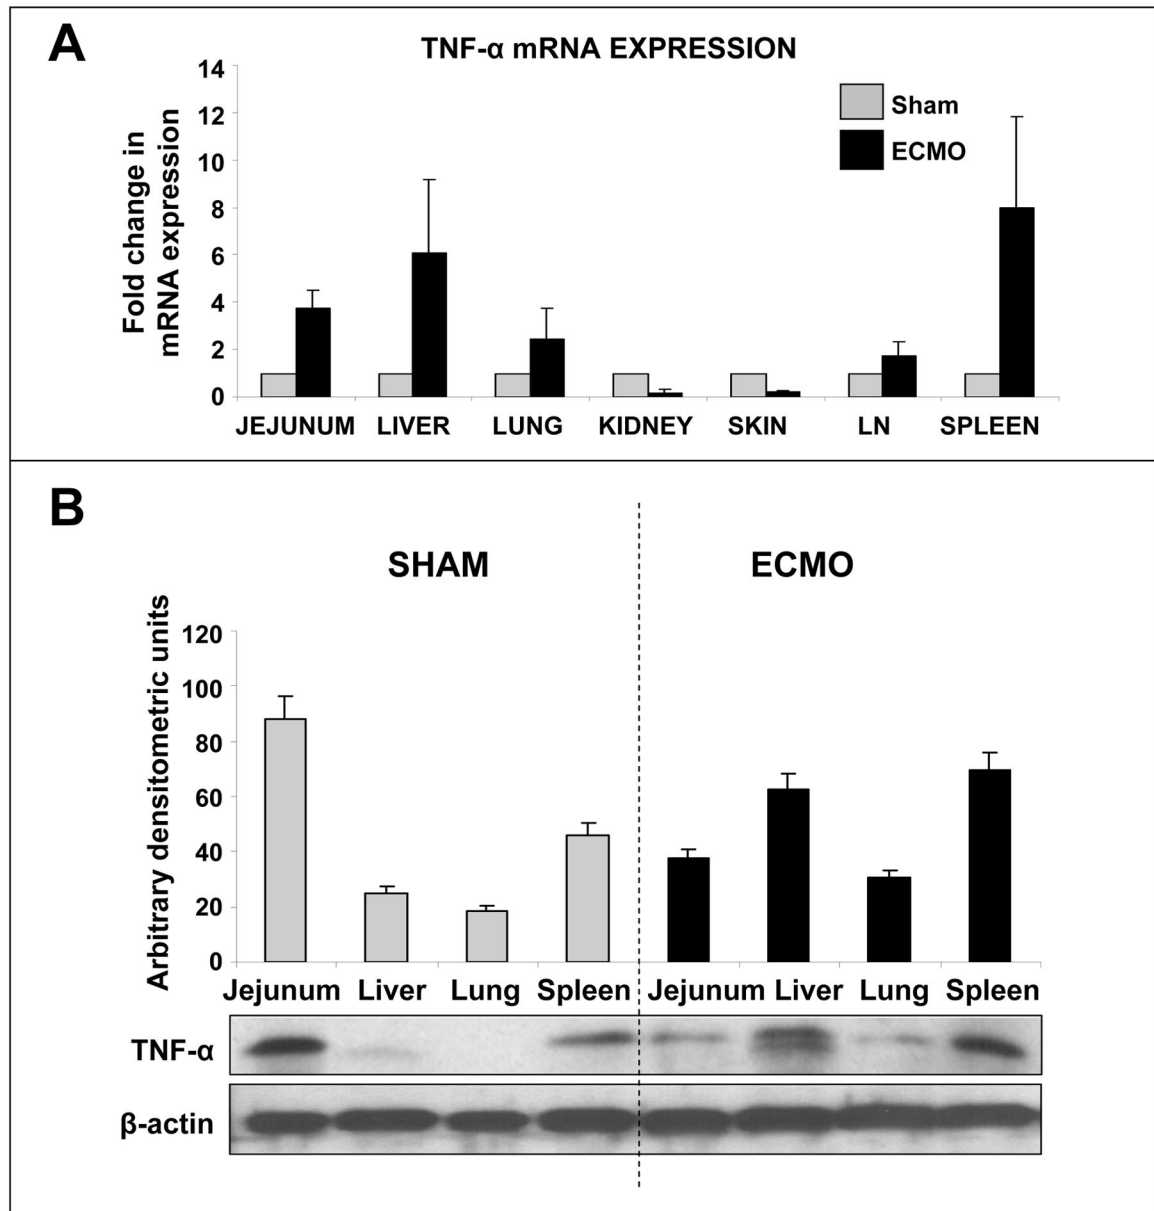 A
TNF-α mRNA EXPRESSION
Fold change in
mRNA expression
14
12
10
8
6
4
2
0
Sham
ECMO
JEJUNUM LIVER LUNG KIDNEY SKIN LN SPLEEN
B
SHAM ECMO
Arbitrary densitometric units
120
100
80
60
40
20
0
Jejunum Liver Lung Spleen Jejunum Liver Lung Spleen
TNF-α
β-actin